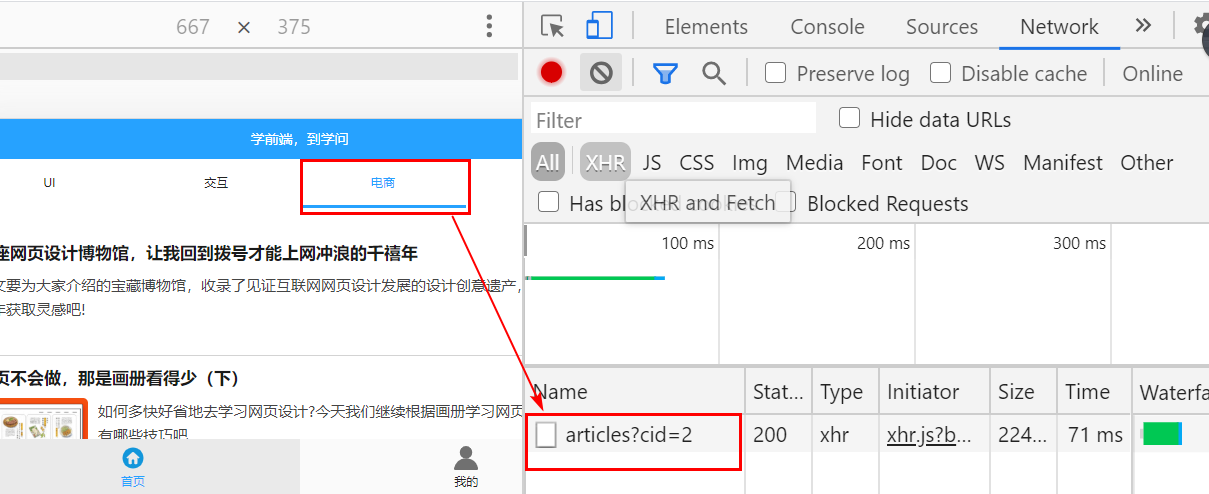 667 × 375
学前端，到学问
UI 交互 电商
座网页设计博物馆，让我回到拨号才能上网冲浪的千禧年
文要为大家介绍的宝藏博物馆，收录了见证互联网网页设计发展的设计创意遗产，
年获取灵感吧!
页不会做，那是画册看得少（下）
如何多快好省地去学习网页设计?今天我们继续根据画册学习网页
有哪些技巧吧
首页 我的
Elements Console Sources Network
Preserve log Disable cache Online
Filter Hide data URLs
All XHR JS CSS Img Media Font Doc WS Manifest Other
Has bl XHR and Fetch Blocked Requests
100 ms 200 ms 300 ms
Name Stat... Type Initiator Size Time Waterfa
articles?cid=2 200 xhr xhr.js?b... 224... 71 ms